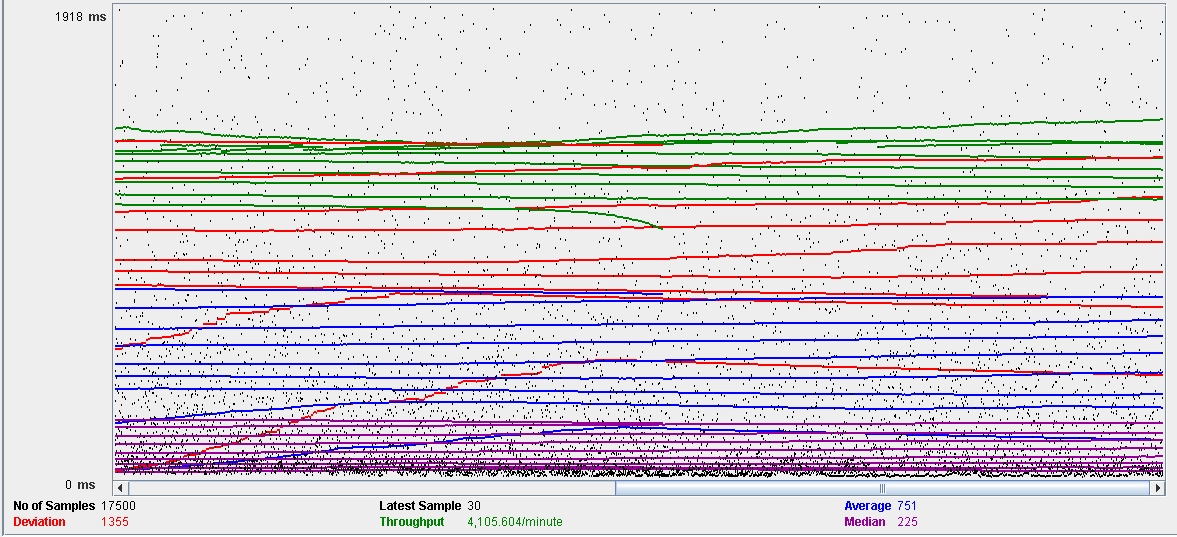 1918 ms
0 ms
No of Samples 17500 Latest Sample 30 Average 751
Deviation 1355 Throughput 4,105.604/minute Median 225